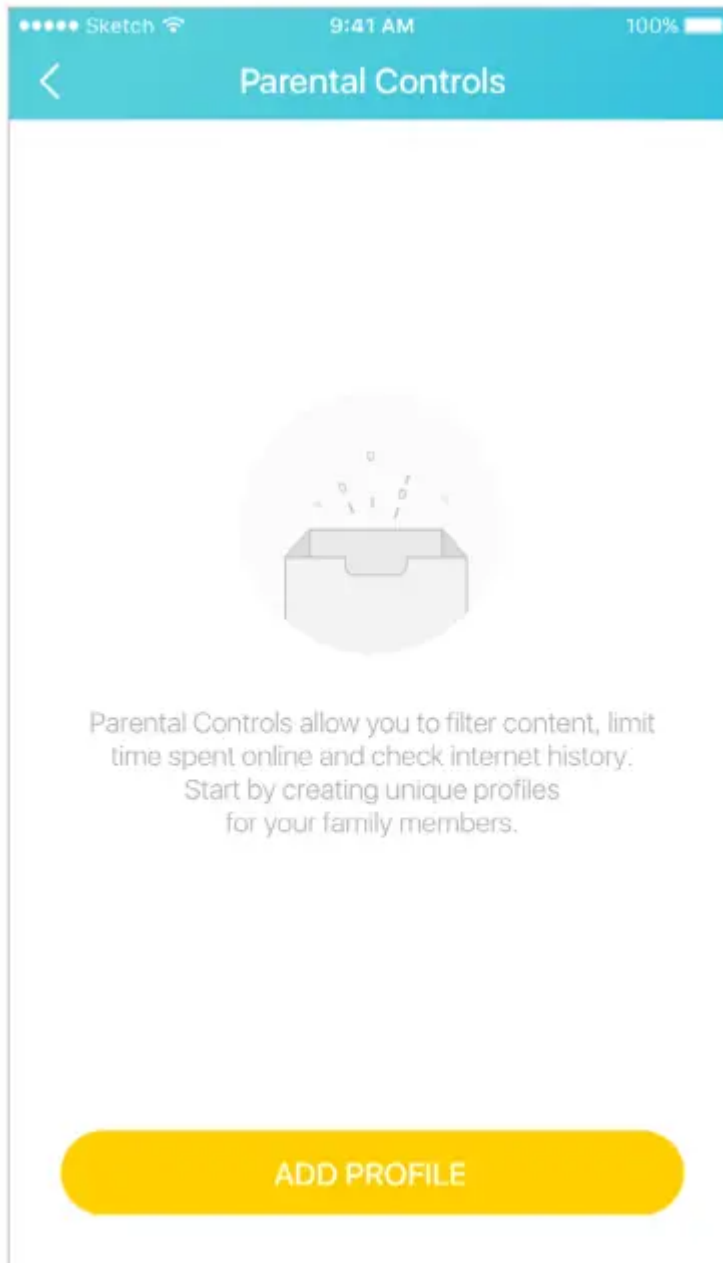 Sketch 9:41 AM 100%
Parental Controls
Parental Controls allow you to filter content, limit
time spent online and check internet history.
Start by creating unique profiles
for your family members.
ADD PROFILE